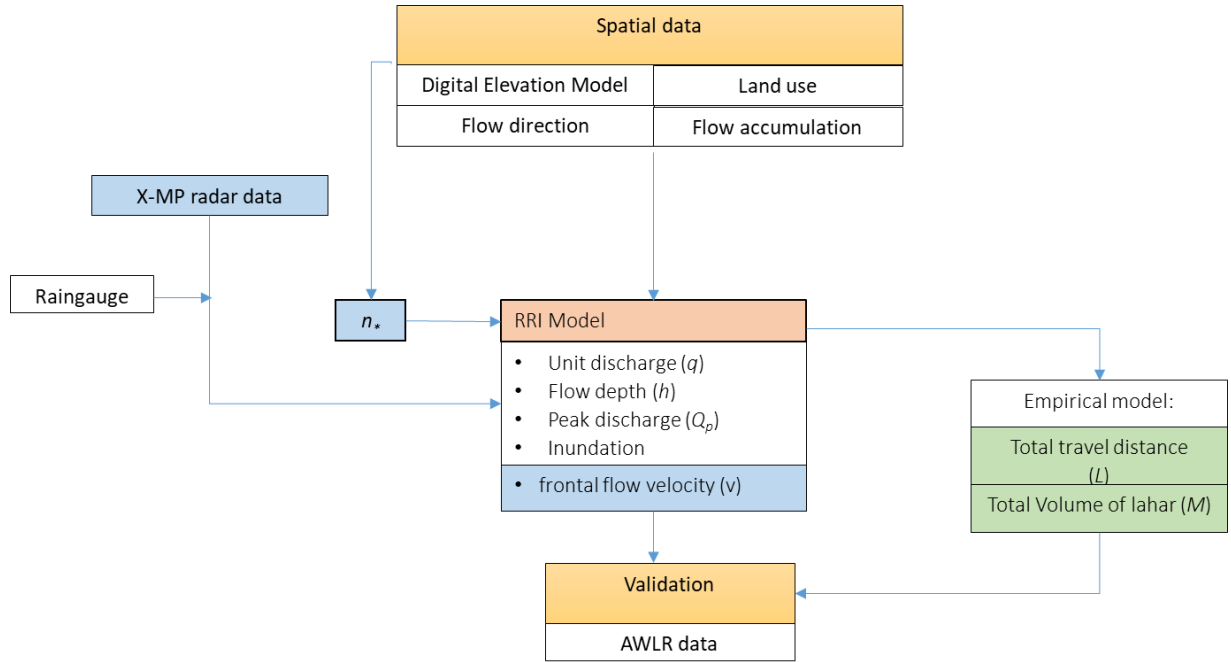 Spatial data
Digital Elevation Model
Land use
Flow direction
Flow accumulation
X-MP radar data
Raingauge
n*
RRI Model
• Unit discharge (q)
• Flow depth (h)
• Peak discharge (Qp)
• Inundation
• frontal flow velocity (v)
Empirical model:
Total travel distance
(L)
Total Volume of lahar (M)
Validation
AWLR data